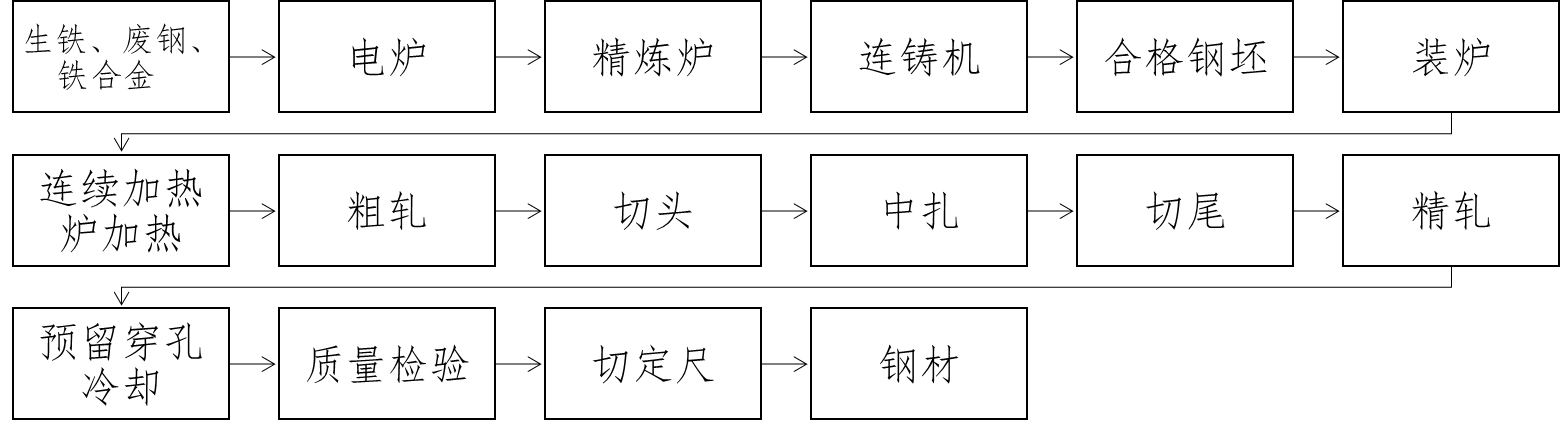 生铁、废钢、
铁合金
电炉
精炼炉
连铸机
合格钢坯
装炉
连续加热
炉加热
粗轧
切头
中扎
切尾
精轧
预留穿孔
冷却
质量检验
切定尺
钢材